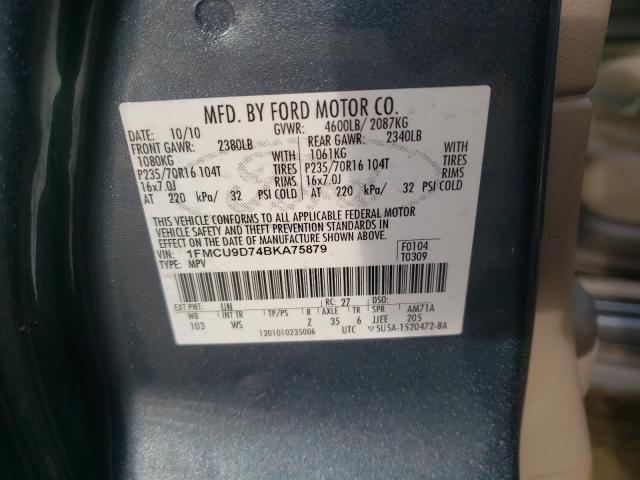 MFD. BY FORD MOTOR CO.
DATE: 10/10 GVWR: 4600LB/ 2087KG
FRONT GAWR: 2380LB REAR GAWR: 2340LB
1080KG WITH 1061KG WITH
P235/70R16 104T TIRES P235/70R16 104T TIRES
16x7.0J RIMS 16x7.0J RIMS
AT 220 kPa/ 32 PSI COLD AT 220 kPa/ 32 PSI COLD
THIS VEHICLE CONFORMS TO ALL APPLICABLE FEDERAL MOTOR
VEHICLE SAFETY AND THEFT PREVENTION STANDARDS IN
EFFECT ON THE DATE OF MANUFACTURE SHOWN ABOVE.
VIN: 1FMCU9D74BKA75879 F0104
TYPE: MPV T0309
EXT PNT: UN RC: 27 DSO:
WB INT TR TP/PS R AXLE TR SPR AM71A
103 WS Z 35 6 JJEE 205
1201010235006 UTC 5U5A-1520472-BA